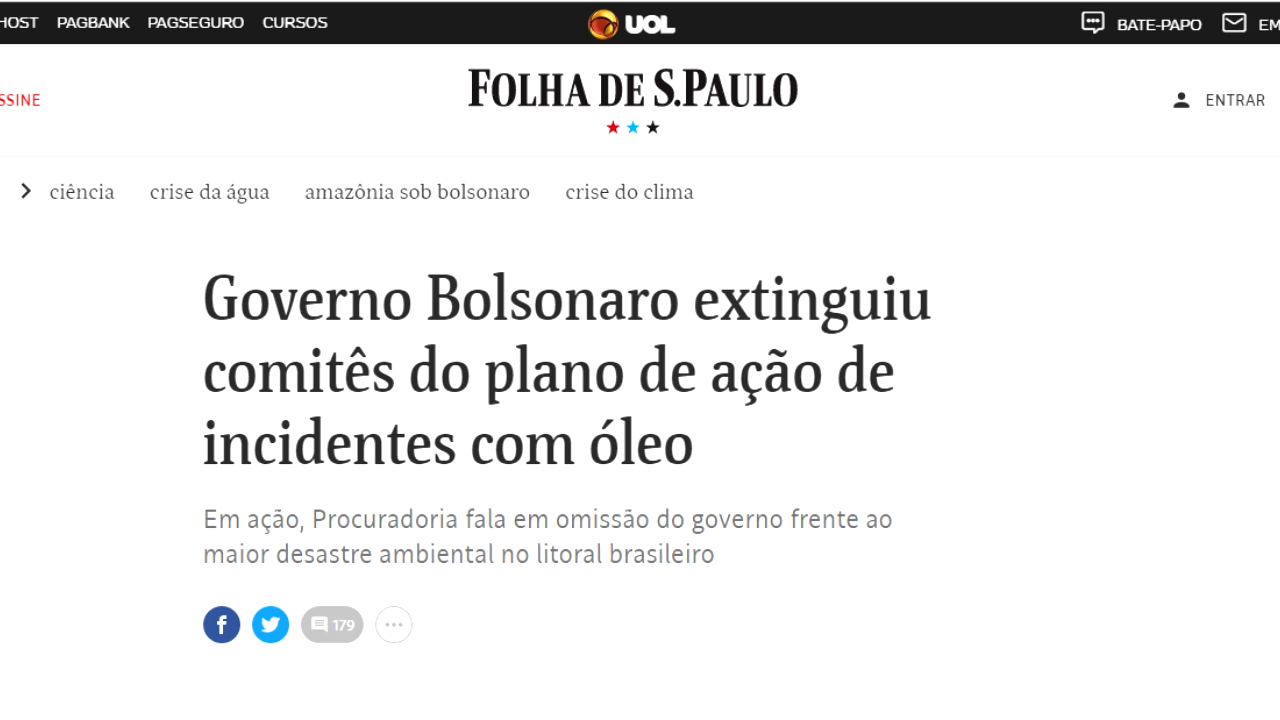 HOST PAGBANK PAGSEGURO CURSOS UOL BATE-PAPO EM
SSINE FOLHA DE S.PAULO ENTRAR
ciência crise da água amazônia sob bolsonaro crise do clima
Governo Bolsonaro extinguiu
comitês do plano de ação de
incidentes com óleo
Em ação, Procuradoria fala em omissão do governo frente ao
maior desastre ambiental no litoral brasileiro
179